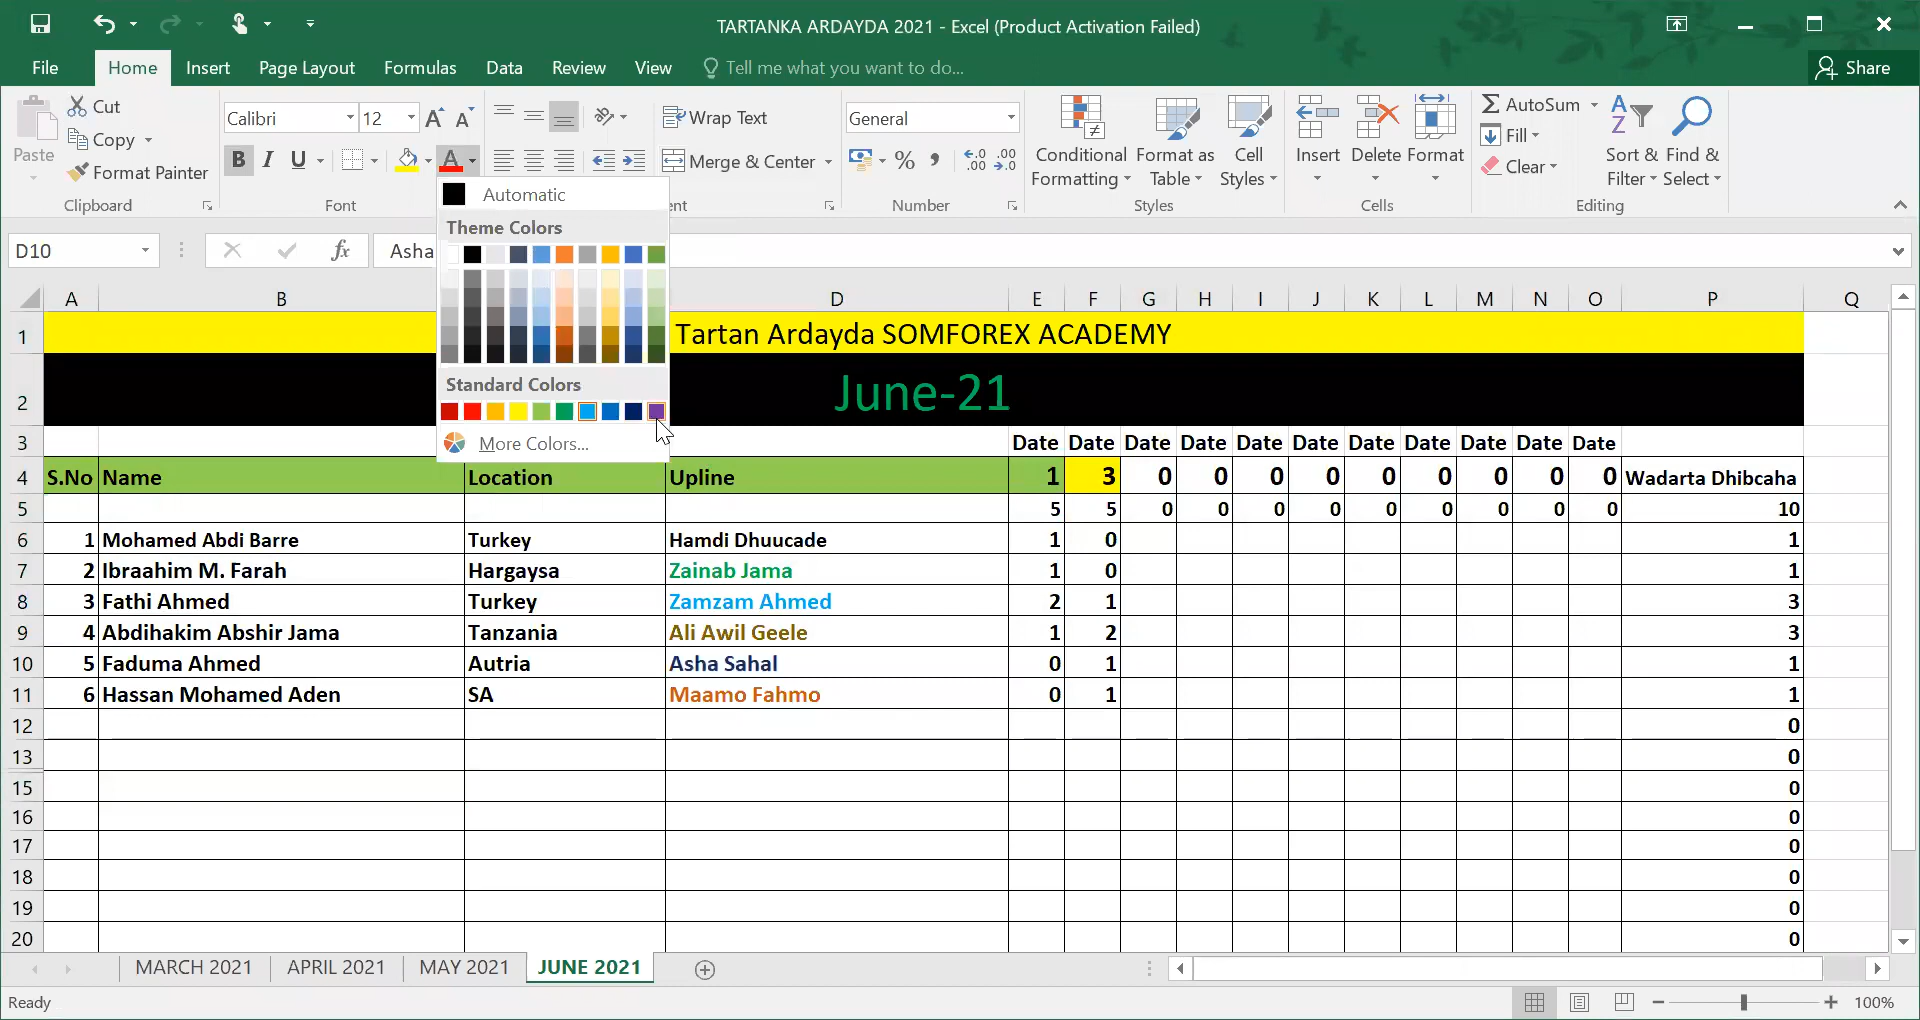 TARTANKA ARDAYDA 2021 - Excel (Product Activation Failed)
File Home Insert Page Layout Formulas Data Review View Tell me what you want to do... Share
Cut
Copy
Paste
Format Painter
Clipboard
Calibri 12
B I U A
Font
Wrap Text
Merge & Center
ent
General
% , ←.0 .00 .00 →.0
Number
Conditional Formatting
Format as Table
Cell Styles
Styles
Insert Delete Format
Cells
AutoSum
Fill
Clear
Sort & Filter
Find & Select
Editing
Automatic
Theme Colors
Standard Colors
More Colors...
D10 fx Asha
A B D E F G H I J K L M N O P Q
1 Tartan Ardayda SOMFOREX ACADEMY
2 June-21
3 Date Date Date Date Date Date Date Date Date Date Date
4 S.No Name Location Upline 1 3 0 0 0 0 0 0 0 0 0 Wadarta Dhibcaha
5 5 5 0 0 0 0 0 0 0 0 0 10
6 1 Mohamed Abdi Barre Turkey Hamdi Dhuucade 1 0 1
7 2 Ibraahim M. Farah Hargaysa Zainab Jama 1 0 1
8 3 Fathi Ahmed Turkey Zamzam Ahmed 2 1 3
9 4 Abdihakim Abshir Jama Tanzania Ali Awil Geele 1 2 3
10 5 Faduma Ahmed Autria Asha Sahal 0 1 1
11 6 Hassan Mohamed Aden SA Maamo Fahmo 0 1 1
12 0
13 0
15 0
16 0
17 0
18 0
19 0
20 0
MARCH 2021 APRIL 2021 MAY 2021 JUNE 2021
Ready 100%